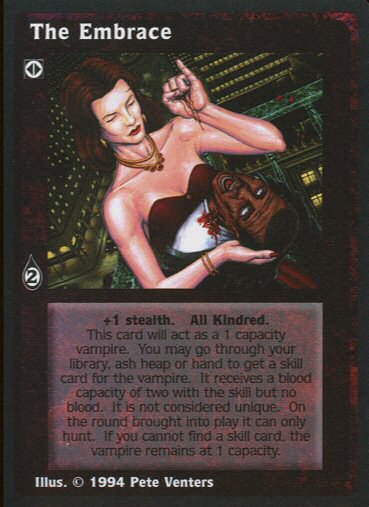 The Embrace
2
+1 stealth. All Kindred.
This card will act as a 1 capacity
vampire. You may go through your
library, ash heap or hand to get a skill
card for the vampire. It receives a blood
capacity of two with the skill but no
blood. It is not considered unique. On
the round brought into play it can only
hunt. If you cannot find a skill card, the
vampire remains at 1 capacity.
Illus. © 1994 Pete Venters